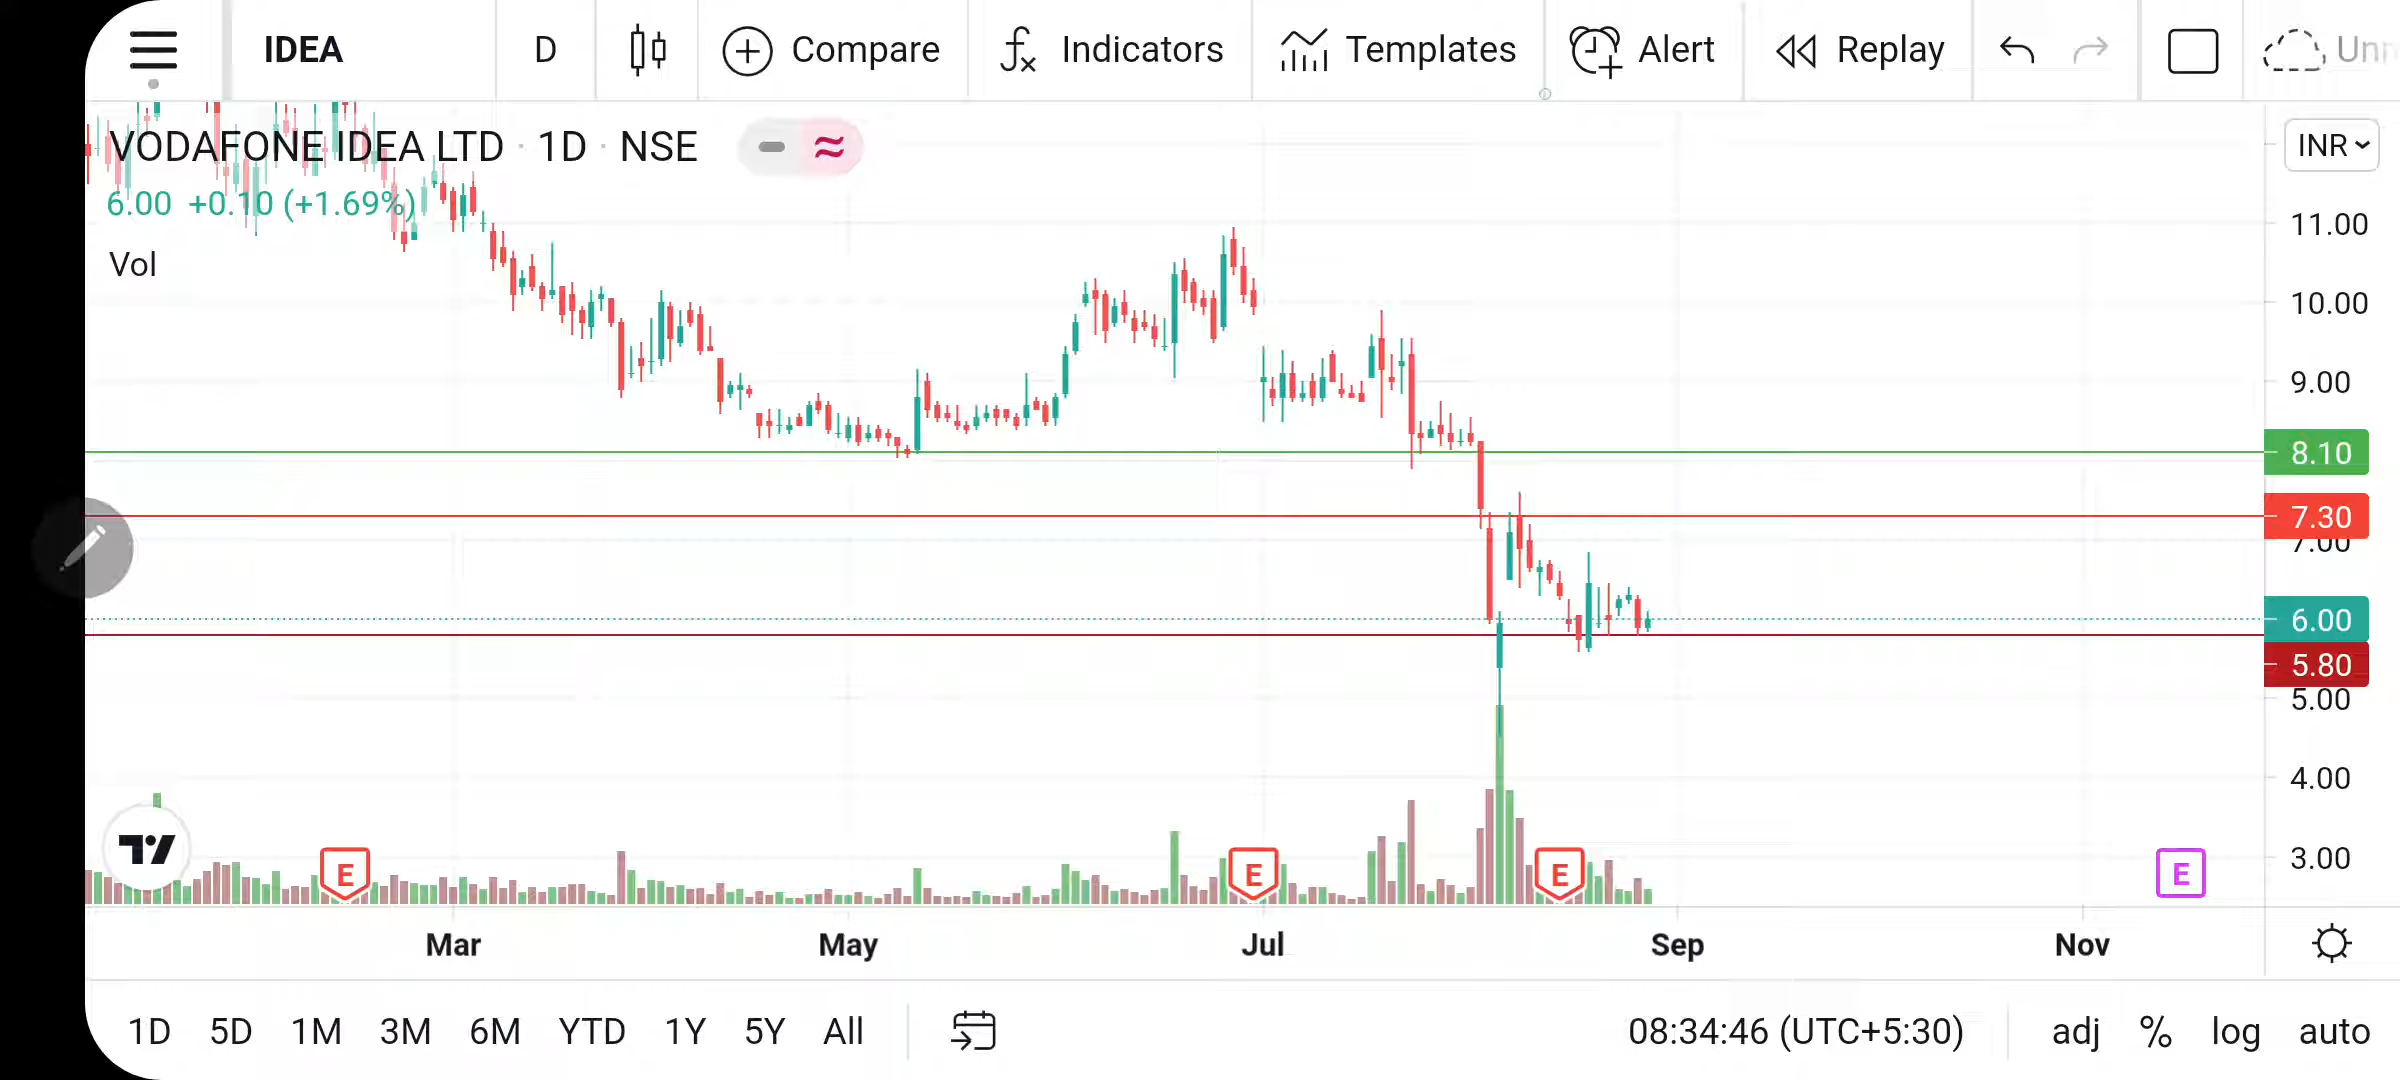 IDEA D Compare Indicators Templates Alert Replay
VODAFONE IDEA LTD · 1D · NSE
INR
6.00 +0.10 (+1.69%)
Vol
11.00
10.00
9.00
8.10
7.30
7.00
6.00
5.80
5.00
4.00
3.00
E E E E
Mar May Jul Sep Nov
1D 5D 1M 3M 6M YTD 1Y 5Y All 08:34:46 (UTC+5:30) adj % log auto